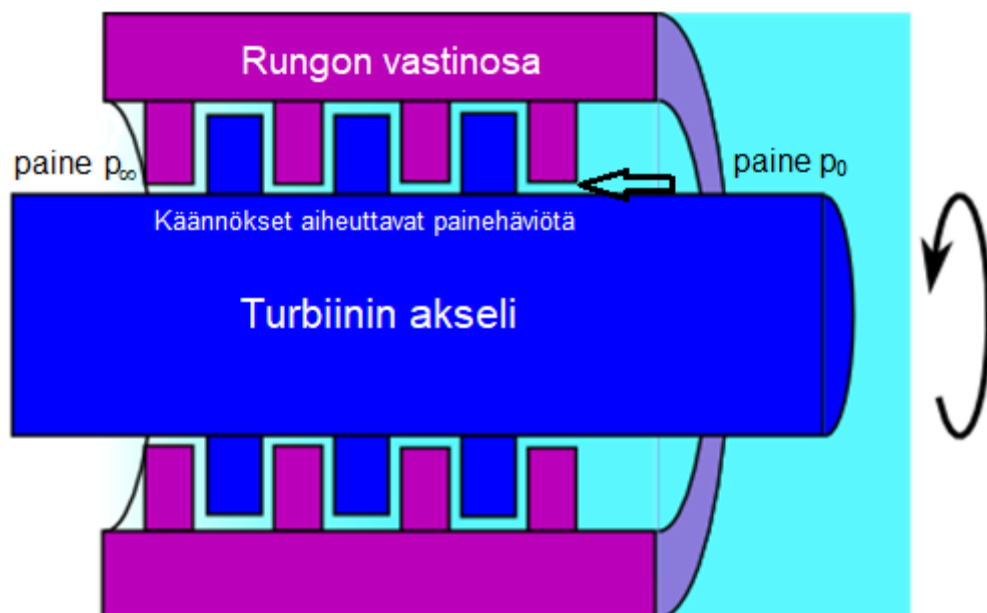 Rungon vastinosa
paine p∞
paine p₀
Käännökset aiheuttavat painehäviötä
Turbiinin akseli